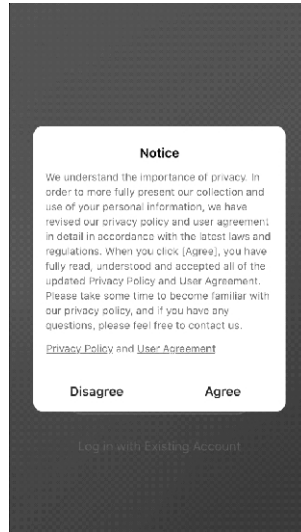 Notice
We understand the importance of privacy. In
order to more fully present our collection and
use of your personal information, we have
revised our privacy policy and user agreement
in detail in accordance with the latest laws and
regulations. When you click [Agree], you have
fully read, understood and accepted all of the
updated Privacy Policy and User Agreement.
Please take some time to become familiar with
our privacy policy, and if you have any
questions, please feel free to contact us.
Privacy Policy and User Agreement
Disagree Agree
Log in with Existing Account